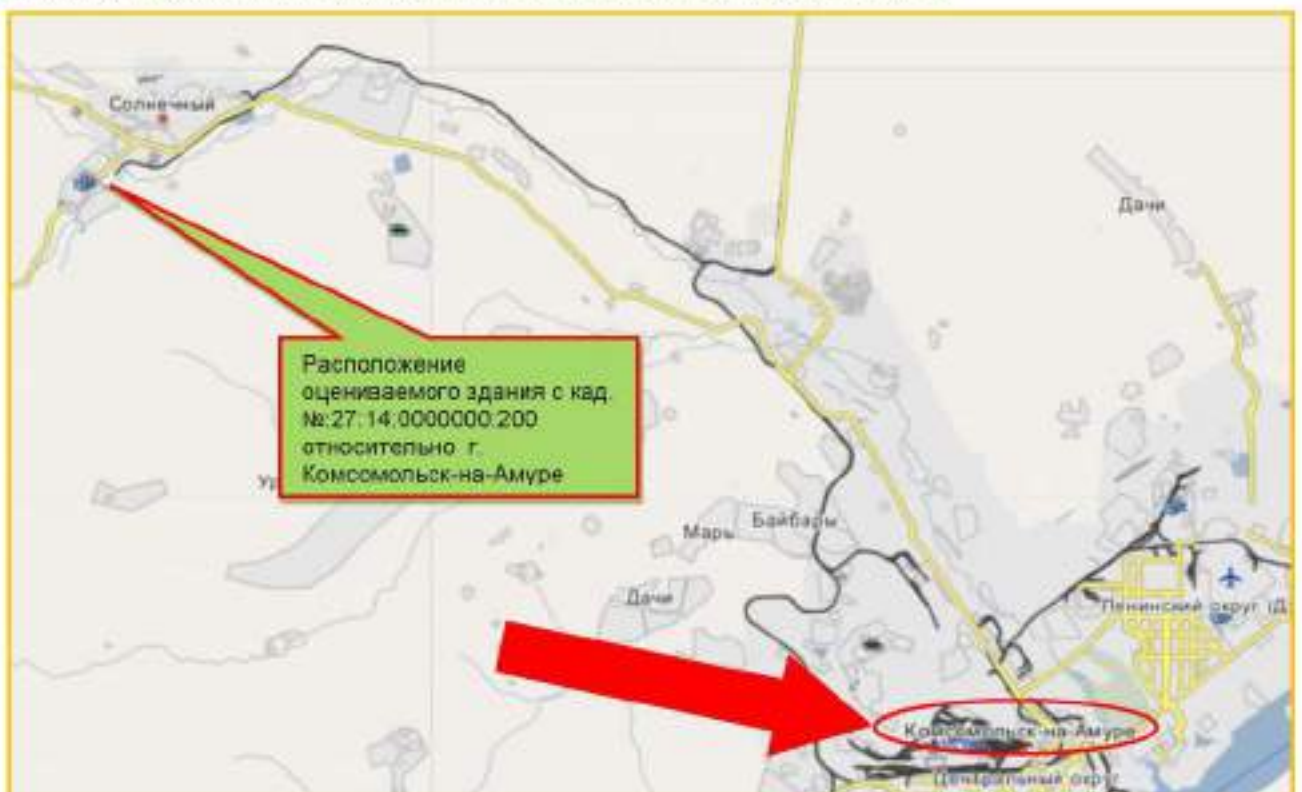 Солнечный
Дачи
Расположение
оцениваемого здания с кад.
№:27:14:0000000:200
относительно г.
Комсомольск-на-Амуре
Марь
Байбары
Дачи
Ленинский округ (Д
Комсомольск-на-Амуре
Центральный округ